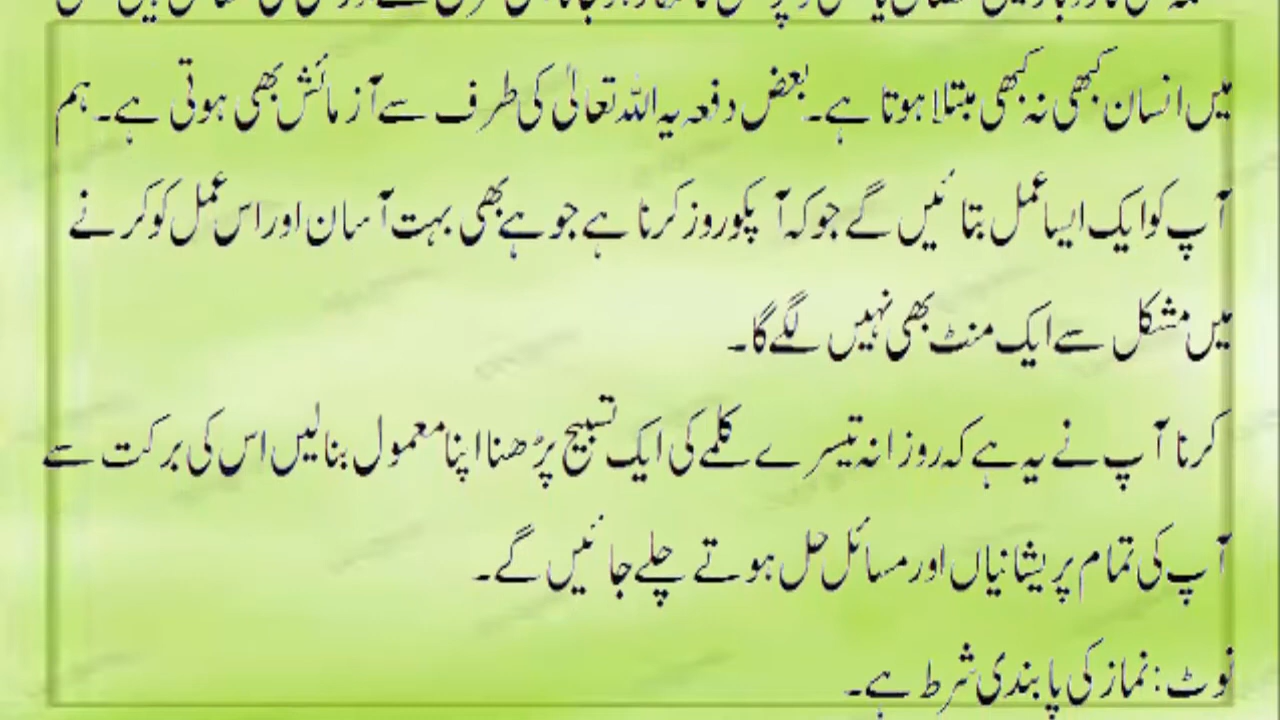 میں انسان کبھی نہ کبھی مبتلا ہوتا ہے۔ بعض دفعہ یہ اللہ تعالیٰ کی طرف سے آزمائش بھی ہوتی ہے۔ ہم
آپ کو ایک ایسا عمل بتائیں گے جو کہ آپکو روز کرنا ہے جو ہے بھی بہت آسان اور اس عمل کو کرنے
میں مشکل سے ایک منٹ بھی نہیں لگے گا۔
کرنا آپ نے یہ ہے کہ روزانہ تیسرے کلمے کی ایک تسبیح پڑھنا اپنا معمول بنالیں اس کی برکت سے
آپ کی تمام پریشانیاں اور مسائل حل ہوتے چلے جائیں گے۔
نوٹ: نماز کی پابندی شرط ہے۔